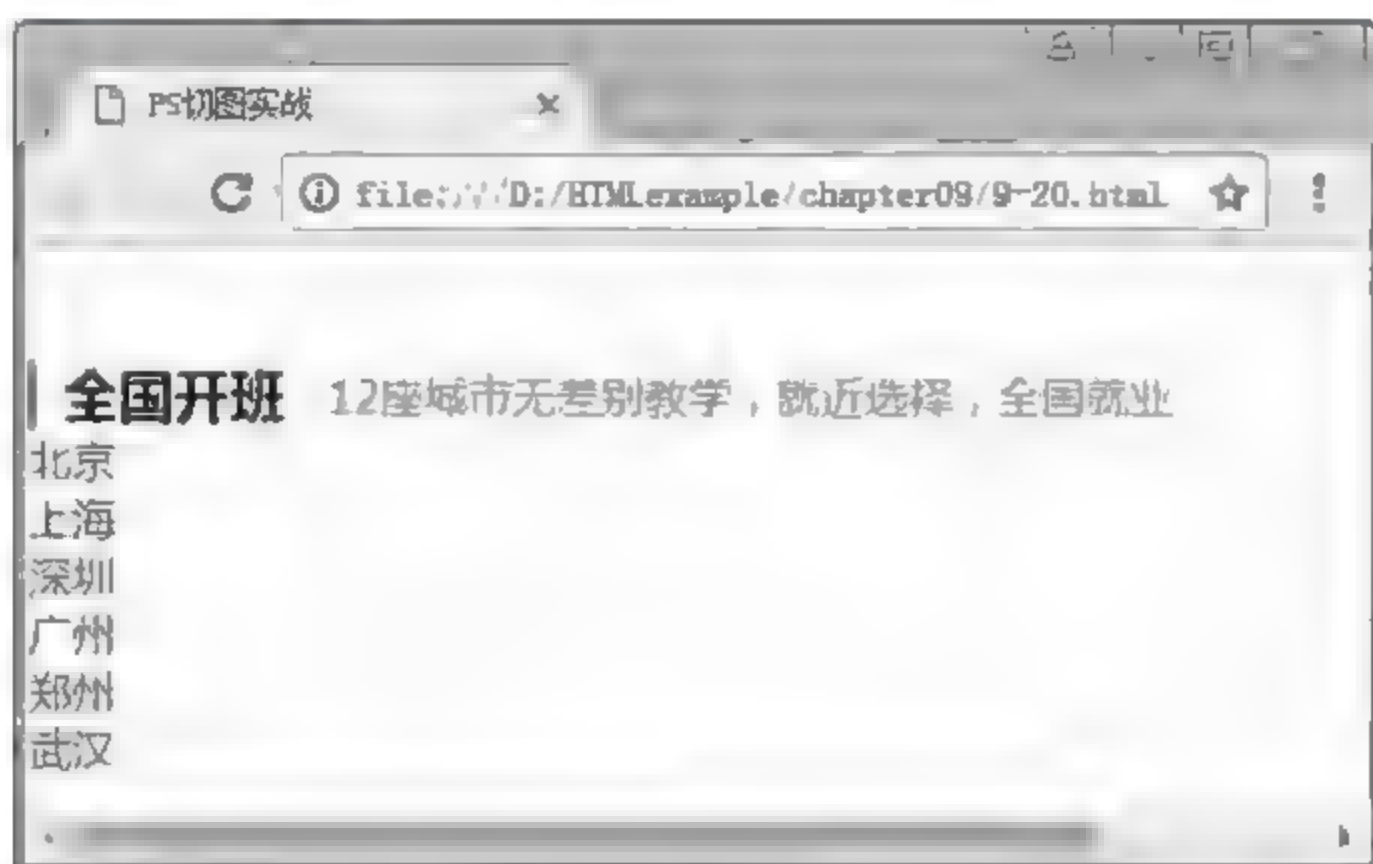 PS切图实战
file:///D:/HTMLexample/chapter09/9-20.html
全国开班 12座城市无差别教学，就近选择，全国就业
北京
上海
深圳
广州
郑州
武汉